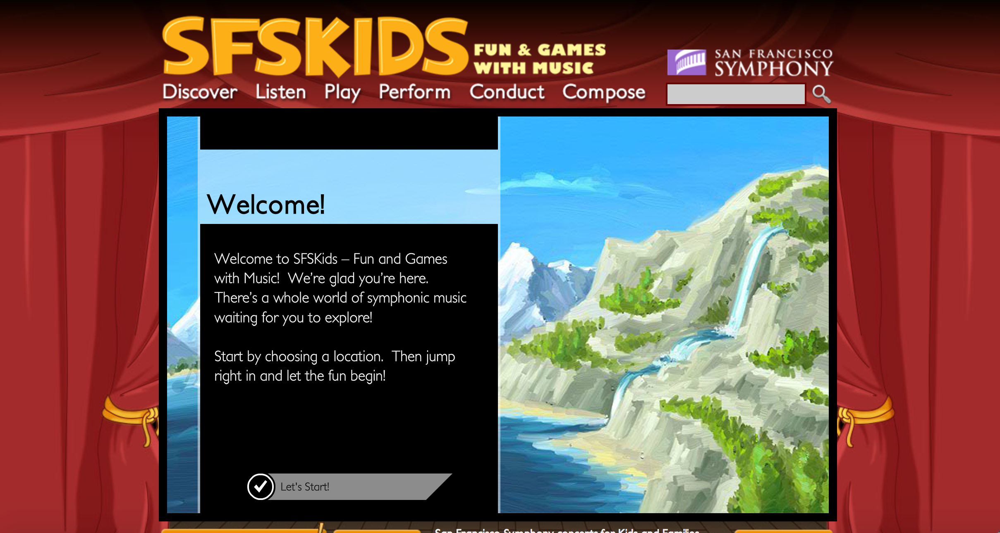 SFSKIDS FUN & GAMES
WITH MUSIC
SAN FRANCISCO
SYMPHONY
Discover Listen Play Perform Conduct Compose
Welcome!
Welcome to SFSKids – Fun and Games
with Music!  We’re glad you’re here.
There’s a whole world of symphonic music
waiting for you to explore!
Start by choosing a location.  Then jump
right in and let the fun begin!
Let's Start!
San Francisco Symphony concerts for Kids and Families